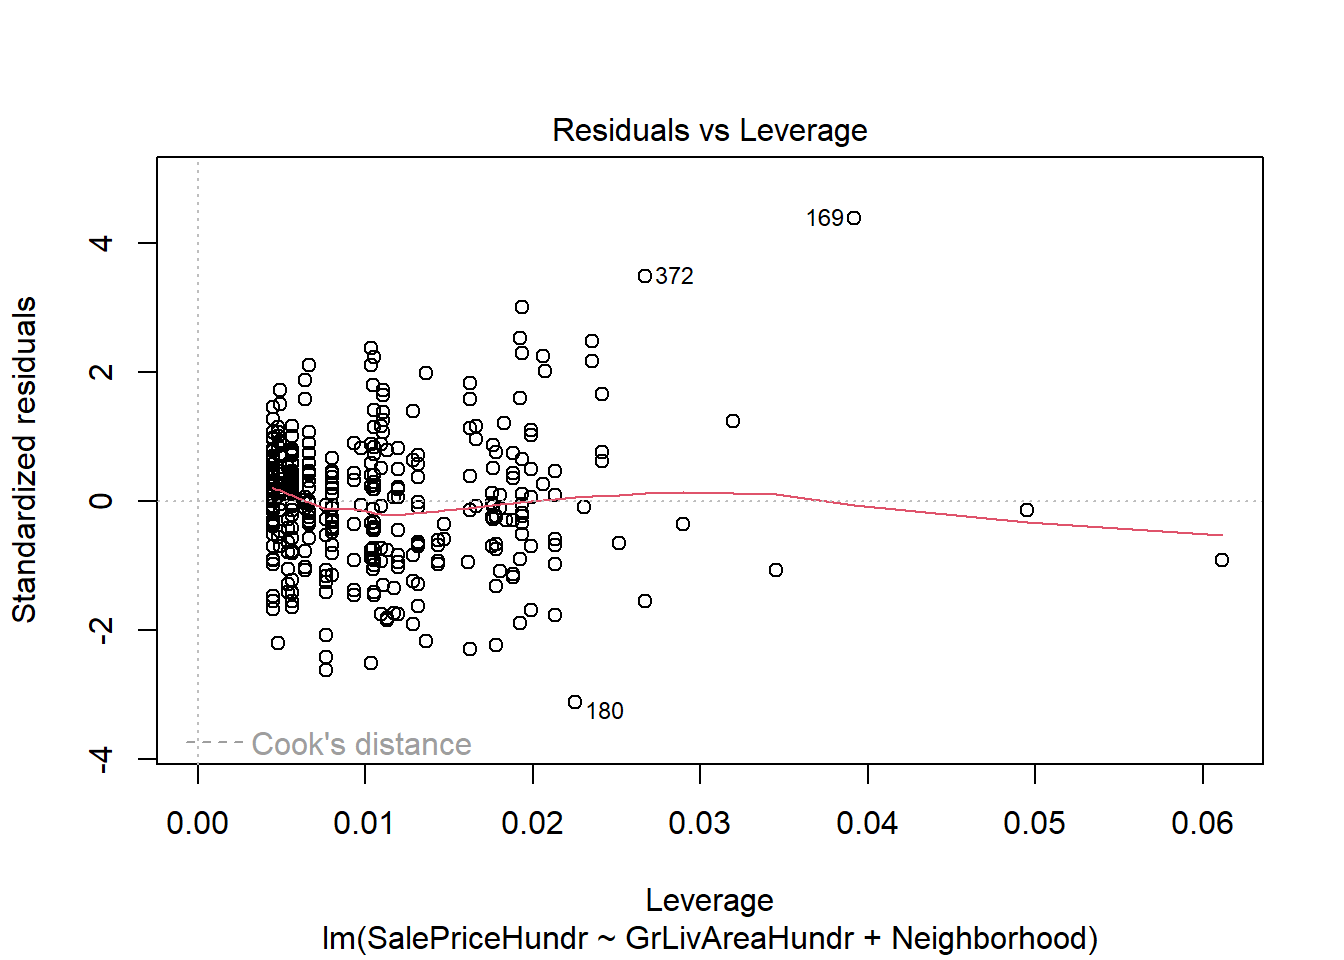 Residuals vs Leverage
Standardized residuals
4
2
0
-2
-4
169
372
180
Cook's distance
0.00 0.01 0.02 0.03 0.04 0.05 0.06
Leverage
lm(SalePriceHundr ~ GrLivAreaHundr + Neighborhood)